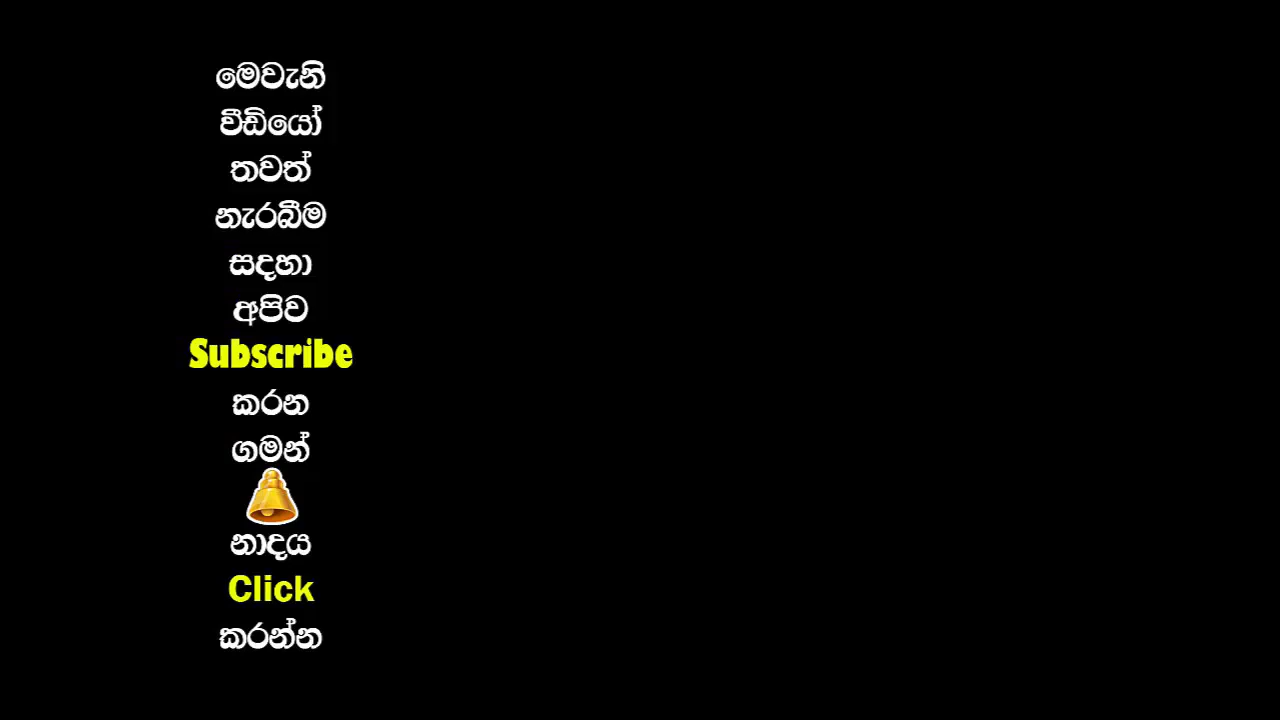 මෙවැනි
වීඩියෝ
තවත්
නැරබීම
සදහා
අපිව
Subscribe
කරන
ගමන්
නාදය
Click
කරන්න